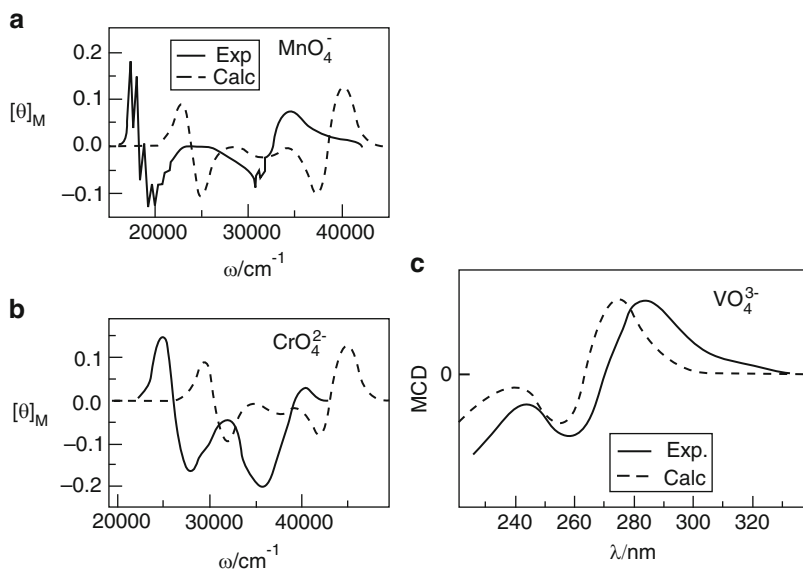 a
MnO₄⁻
Exp
Calc
[θ]M
0.2
0.1
0.0
−0.1
20000 30000 40000
ω/cm⁻¹
b
CrO₄²⁻
[θ]M
0.1
0.0
−0.1
−0.2
20000 30000 40000
ω/cm⁻¹
c
VO₄³⁻
MCD
0
Exp.
Calc
240 260 280 300 320
λ/nm